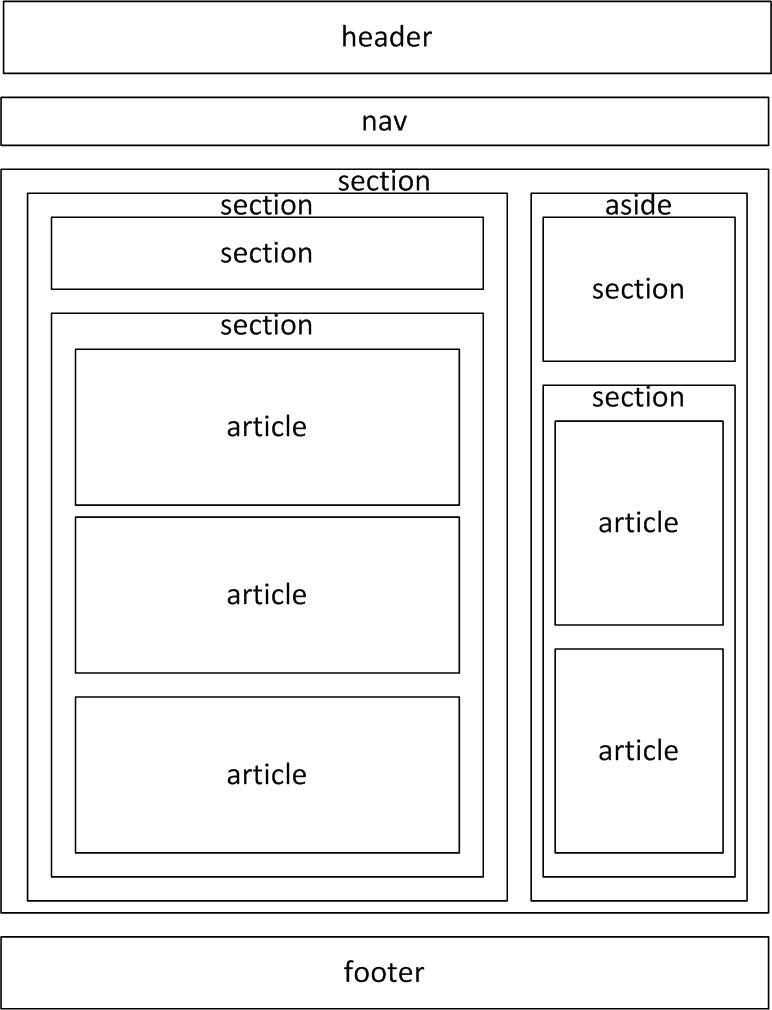 header
nav
section
section
section
section
article
article
article
aside
section
section
article
article
footer